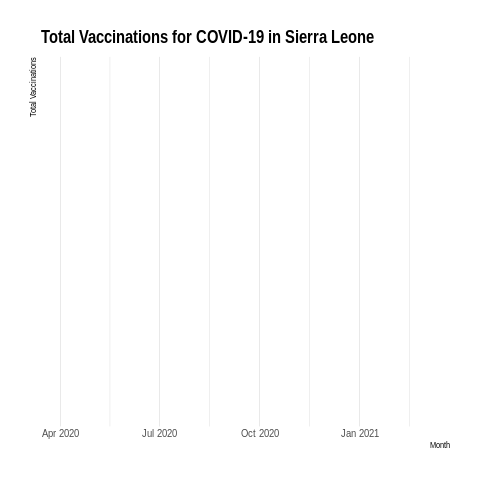 Total Vaccinations for COVID-19 in Sierra Leone
Total Vaccinations
Apr 2020
Jul 2020
Oct 2020
Jan 2021
Month